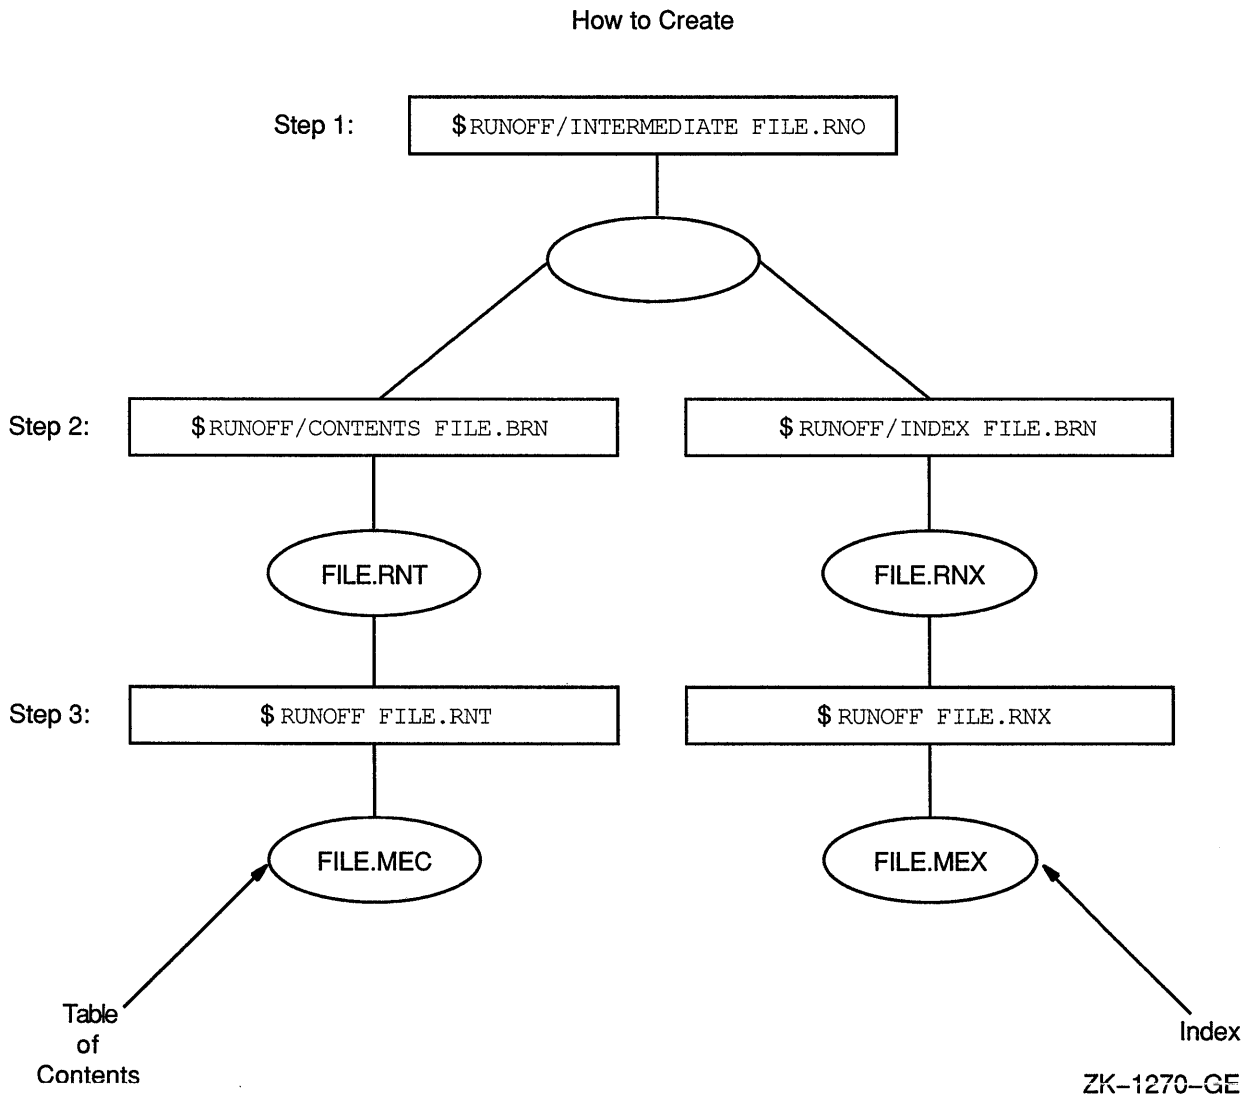 How to Create
Step 1:
$ RUNOFF/INTERMEDIATE FILE.RNO
Step 2:
$ RUNOFF/CONTENTS FILE.BRN
$ RUNOFF/INDEX FILE.BRN
FILE.RNT
FILE.RNX
Step 3:
$ RUNOFF FILE.RNT
$ RUNOFF FILE.RNX
FILE.MEC
FILE.MEX
Table
of
Contents
Index
ZK–1270–GE